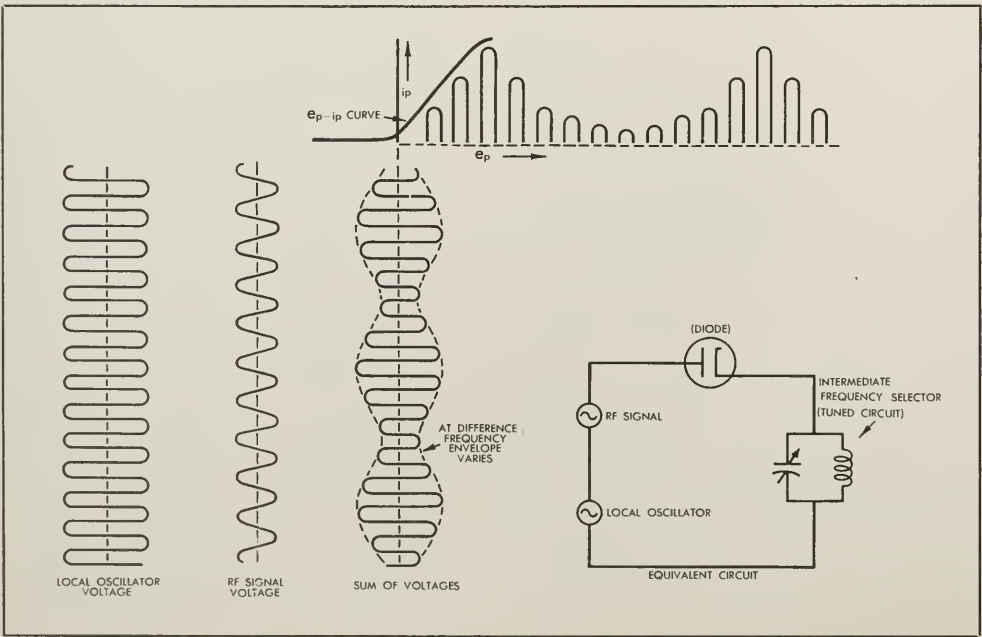 ip
ep-ip CURVE
ep
AT DIFFERENCE
FREQUENCY
ENVELOPE
VARIES
LOCAL OSCILLATOR
VOLTAGE
RF SIGNAL
VOLTAGE
SUM OF VOLTAGES
(DIODE)
INTERMEDIATE
FREQUENCY SELECTOR
(TUNED CIRCUIT)
RF SIGNAL
LOCAL OSCILLATOR
EQUIVALENT CIRCUIT